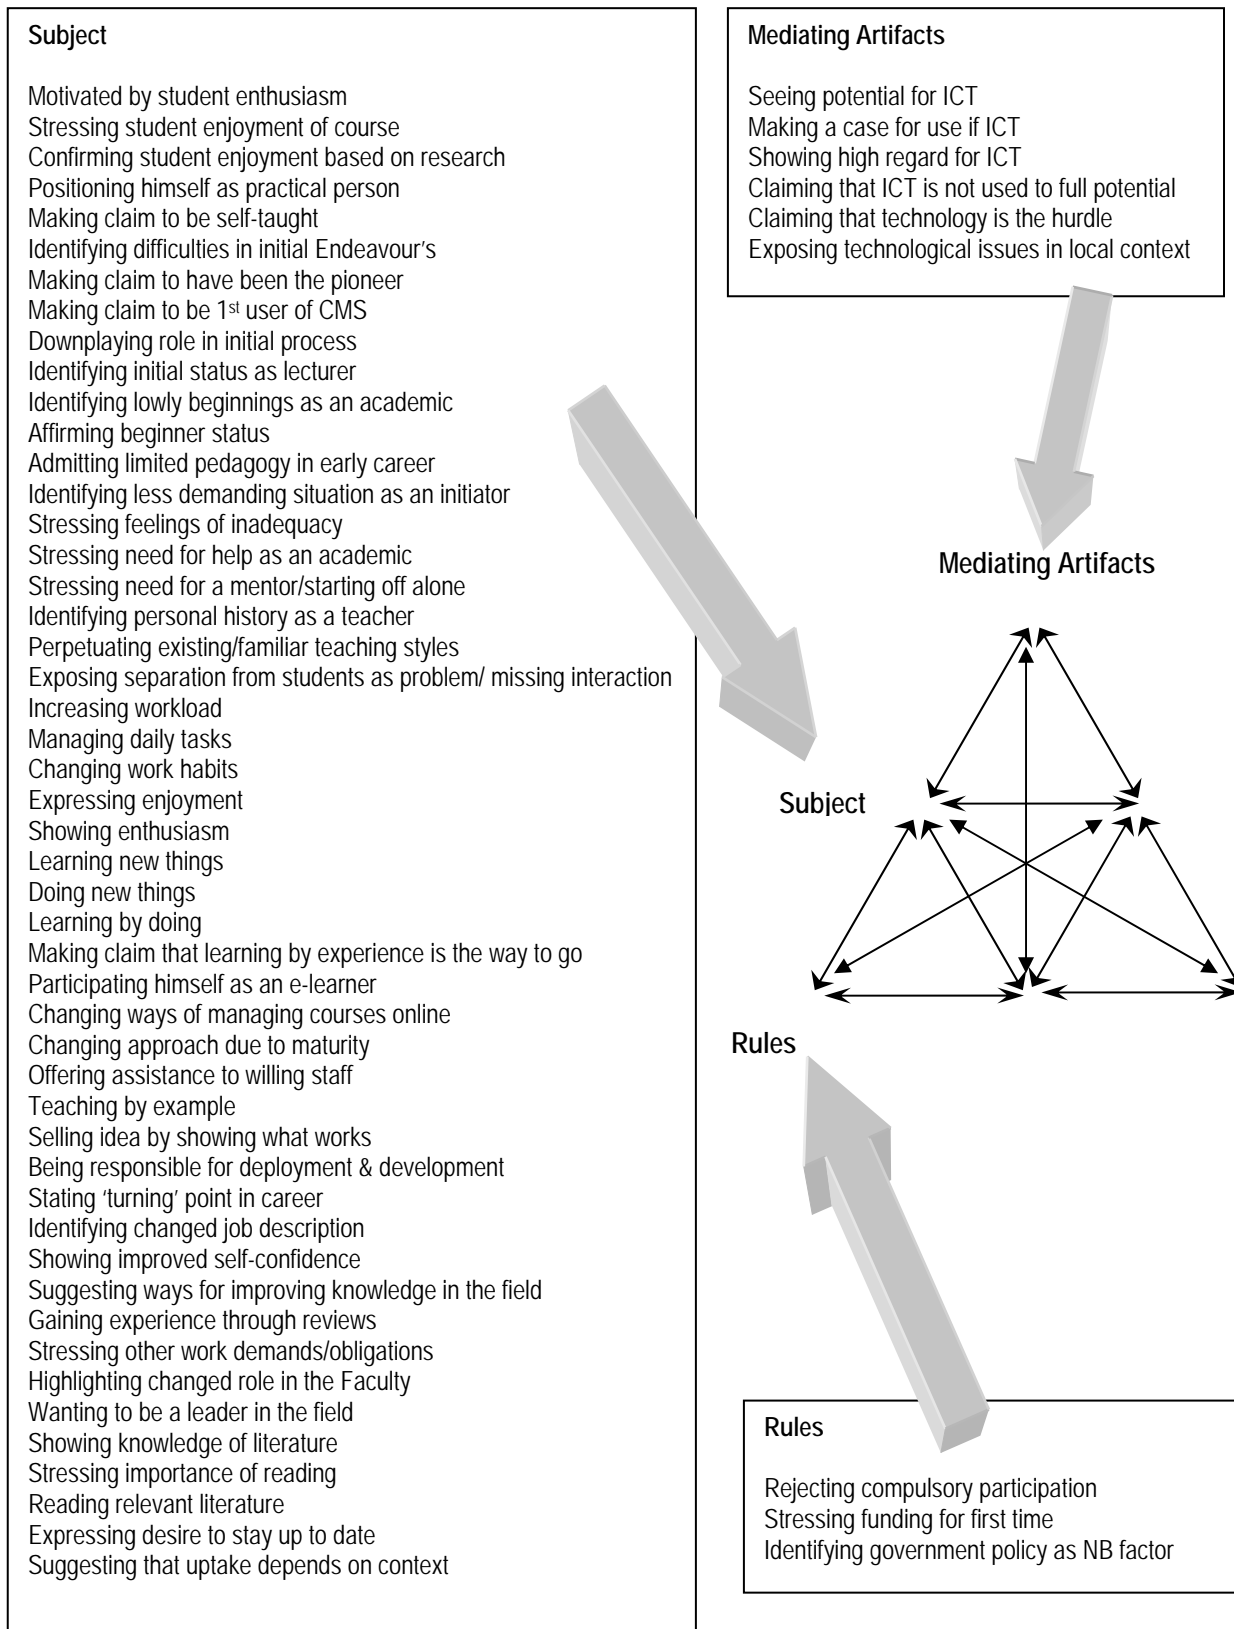 Subject
Motivated by student enthusiasm
Stressing student enjoyment of course
Confirming student enjoyment based on research
Positioning himself as practical person
Making claim to be self-taught
Identifying difficulties in initial Endeavour's
Making claim to have been the pioneer
Making claim to be 1st user of CMS
Downplaying role in initial process
Identifying initial status as lecturer
Identifying lowly beginnings as an academic
Affirming beginner status
Admitting limited pedagogy in early career
Identifying less demanding situation as an initiator
Stressing feelings of inadequacy
Stressing need for help as an academic
Stressing need for a mentor/starting off alone
Identifying personal history as a teacher
Perpetuating existing/familiar teaching styles
Exposing separation from students as problem/ missing interaction
Increasing workload
Managing daily tasks
Changing work habits
Expressing enjoyment
Showing enthusiasm
Learning new things
Doing new things
Learning by doing
Making claim that learning by experience is the way to go
Participating himself as an e-learner
Changing ways of managing courses online
Changing approach due to maturity
Offering assistance to willing staff
Teaching by example
Selling idea by showing what works
Being responsible for deployment & development
Stating ‘turning’ point in career
Identifying changed job description
Showing improved self-confidence
Suggesting ways for improving knowledge in the field
Gaining experience through reviews
Stressing other work demands/obligations
Highlighting changed role in the Faculty
Wanting to be a leader in the field
Showing knowledge of literature
Stressing importance of reading
Reading relevant literature
Expressing desire to stay up to date
Suggesting that uptake depends on context
Mediating Artifacts
Seeing potential for ICT
Making a case for use if ICT
Showing high regard for ICT
Claiming that ICT is not used to full potential
Claiming that technology is the hurdle
Exposing technological issues in local context
Mediating Artifacts
Subject
Rules
Rules
Rejecting compulsory participation
Stressing funding for first time
Identifying government policy as NB factor